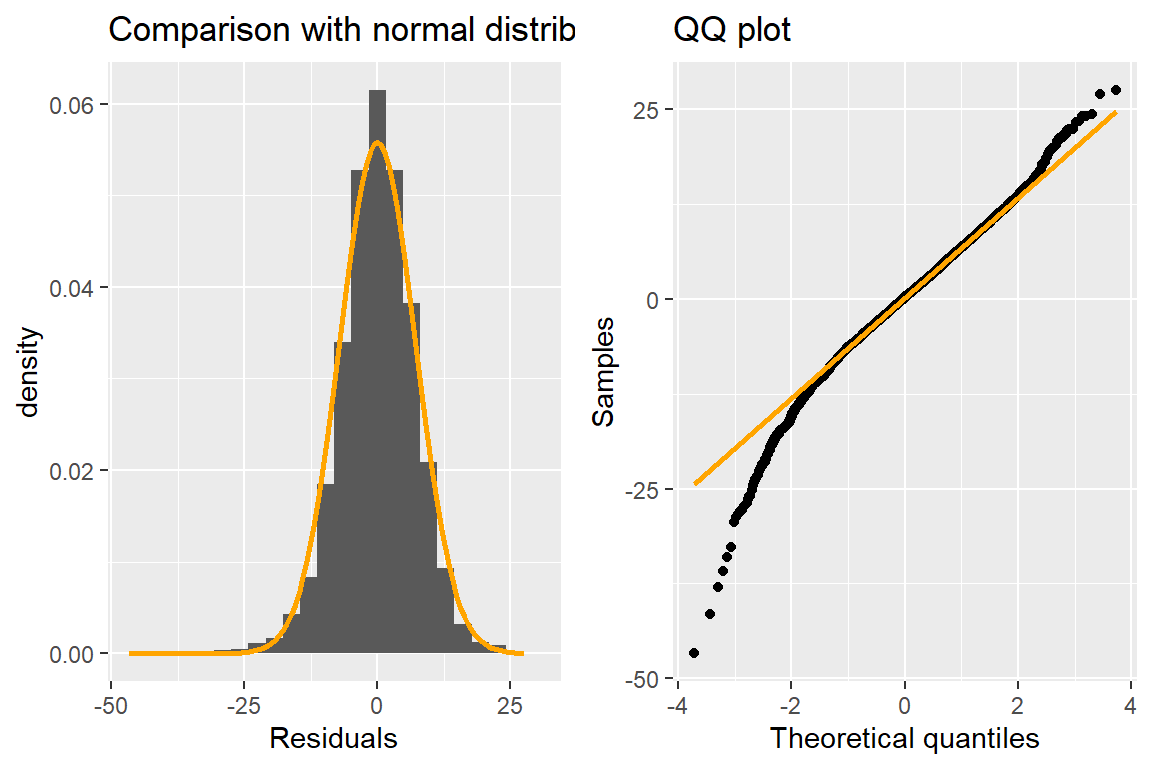 Comparison with normal distrib
QQ plot
0.06
0.04
0.02
0.00
density
-50
-25
0
25
Residuals
25
0
-25
-50
Samples
-4
-2
0
2
4
Theoretical quantiles